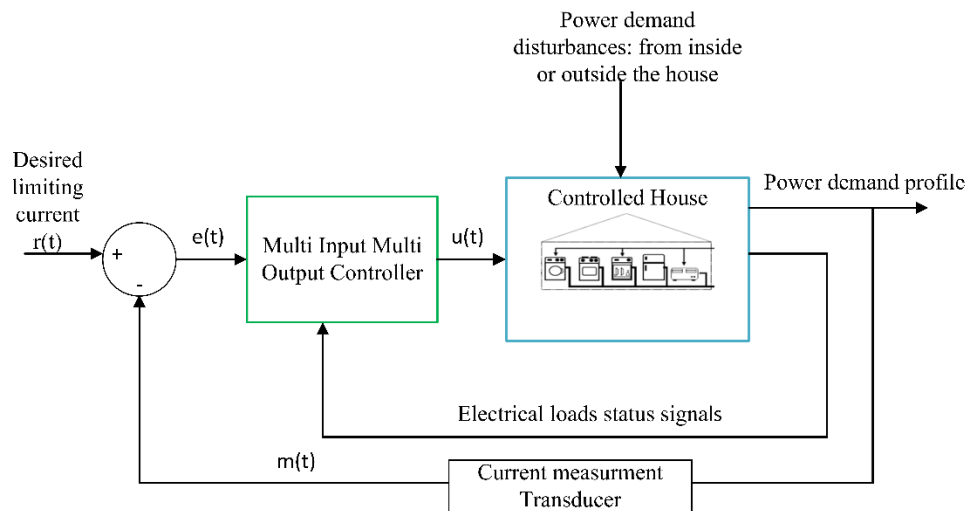 Power demand
disturbances: from inside
or outside the house
Desired
limiting
current
r(t)
+
-
e(t)
Multi Input Multi
Output Controller
u(t)
Controlled House
Power demand profile
Electrical loads status signals
m(t)
Current measurment
Transducer